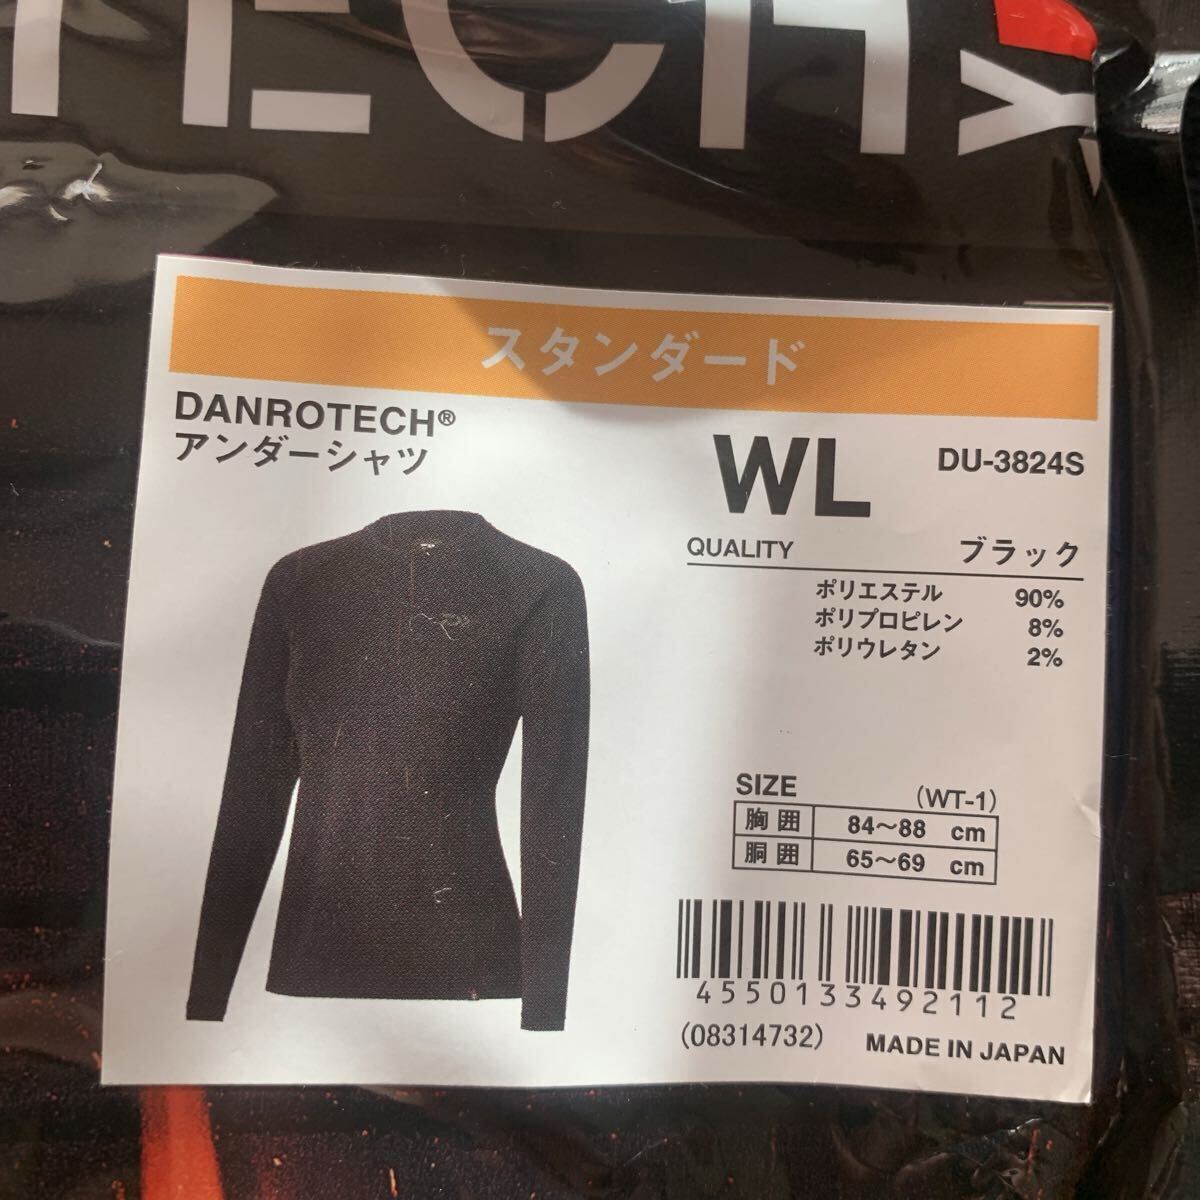 TECH
スタンダード
DANROTECH®
アンダーシャツ
WL
DU-3824S
QUALITY ブラック
ポリエステル 90%
ポリプロピレン 8%
ポリウレタン 2%
SIZE (WT-1)
胸囲 84〜88 cm
胴囲 65〜69 cm
4550133492112
(08314732) MADE IN JAPAN